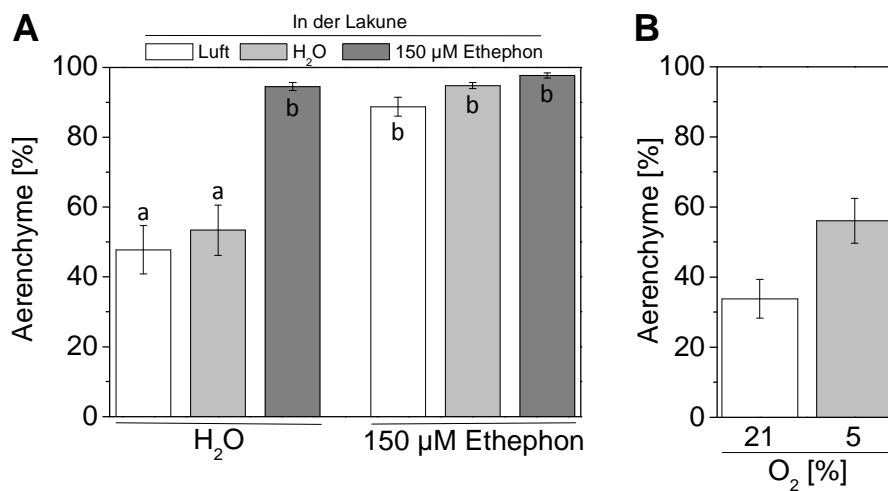 A
In der Lakune
Luft H₂O 150 µM Ethephon
Aerenchyme [%]
100
80
60
40
20
0
a a b b b b
H₂O 150 µM Ethephon
B
Aerenchyme [%]
100
80
60
40
20
0
21 5
O₂ [%]